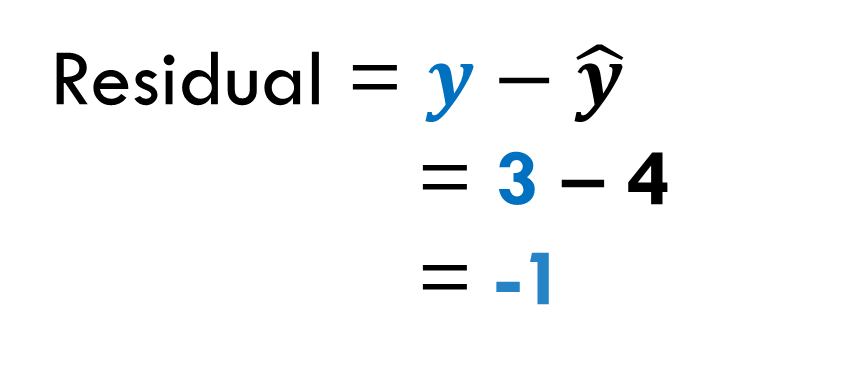 Residual = y − ŷ
= 3 − 4
= -1